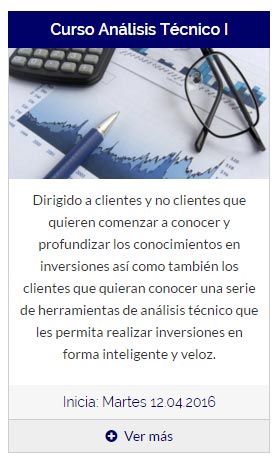 Curso Análisis Técnico I
Dirigido a clientes y no clientes que
quieren comenzar a conocer y
profundizar los conocimientos en
inversiones así como también los
clientes que quieran conocer una serie
de herramientas de análisis técnico que
les permita realizar inversiones en
forma inteligente y veloz.
Inicia: Martes 12.04.2016
Ver más